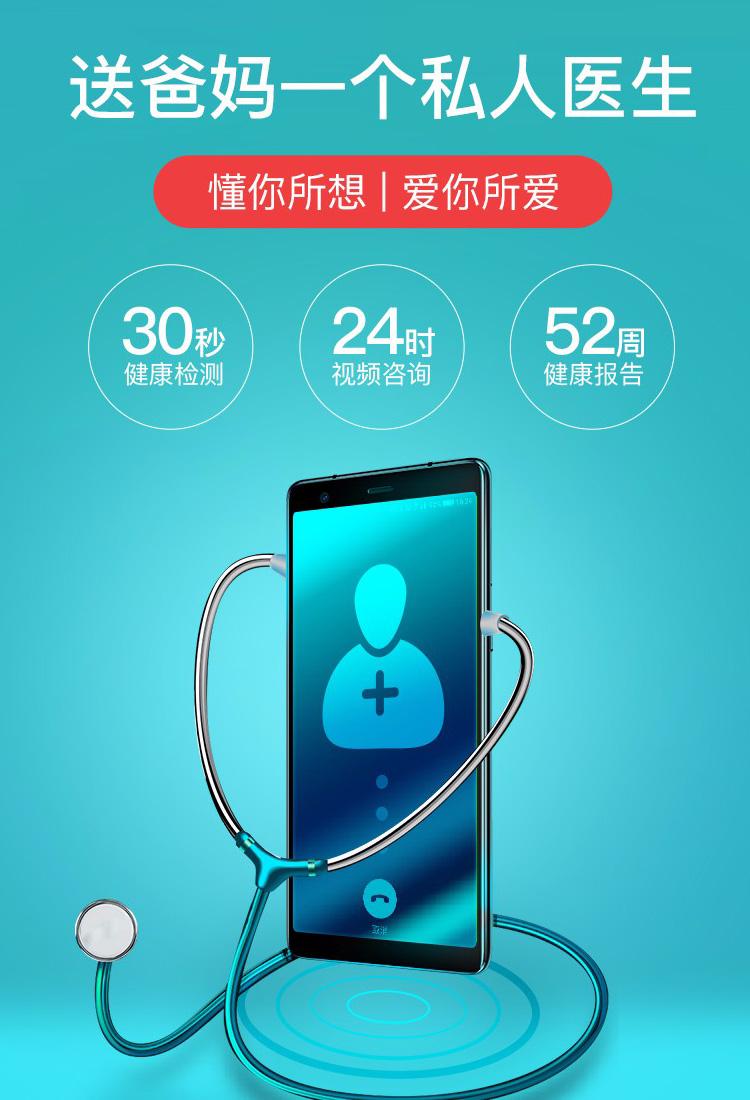 送爸妈一个私人医生
懂你所想 | 爱你所爱
30秒
健康检测
24时
视频咨询
52周
健康报告
取消